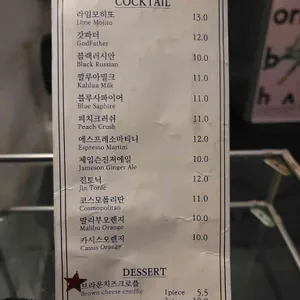 COCKTAIL
라임모히또 13.0
Lime Mojito
갓파더 12.0
GodFather
블랙러시안 10.0
Black Russian
깔루아밀크 11.0
Kahlua Milk
블루사파이어 11.0
Blue Saphire
피치크러쉬 11.0
Peach Crush
에스프레소마티니 12.0
Espresso Martini
제임슨진져에일 10.0
Jameson Ginger Ale
진토닉 12.0
Jin Tonic
코스모폴리탄 11.0
Cosmopolitan
말리부오렌지 10.0
Malibu Orange
카시스오렌지 10.0
Cassis Orange
DESSERT
브라운치즈크로플
Brown cheese croffle 1piece 5.5
10.0
or
b
h